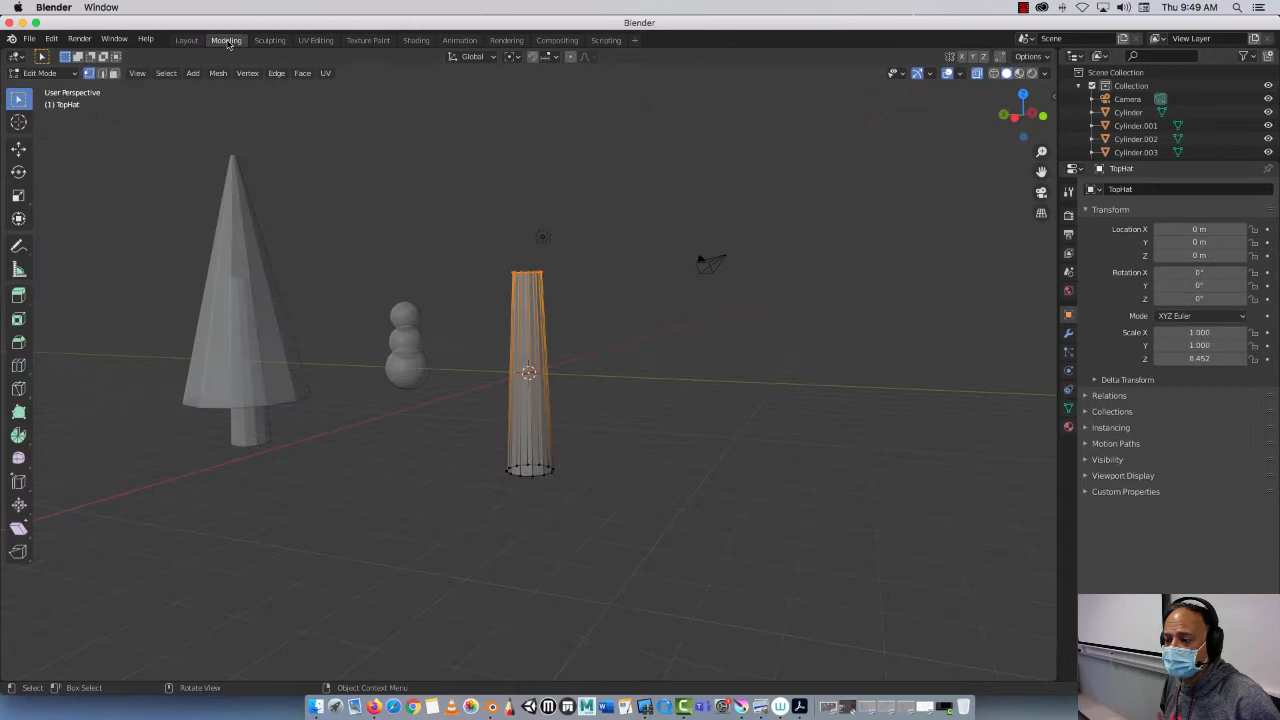 Blender Window Thu 9:49 AM
Blender
File Edit Render Window Help Layout Modeling Sculpting UV Editing Texture Paint Shading Animation Rendering Compositing Scripting + Scene View Layer
Global X Y Z Options
Edit Mode View Select Add Mesh Vertex Edge Face UV
User Perspective
(1) TopHat
Z
Scene Collection
Collection
Camera
Cylinder
Cylinder.001
Cylinder.002
Cylinder.003
TopHat
TopHat
Transform
Location X 0 m
Y 0 m
Z 0 m
Rotation X 0°
Y 0°
Z 0°
Mode XYZ Euler
Scale X 1.000
Y 1.000
Z 8.452
Delta Transform
Relations
Collections
Instancing
Motion Paths
Visibility
Viewport Display
Custom Properties
Select Box Select Rotate View Object Context Menu